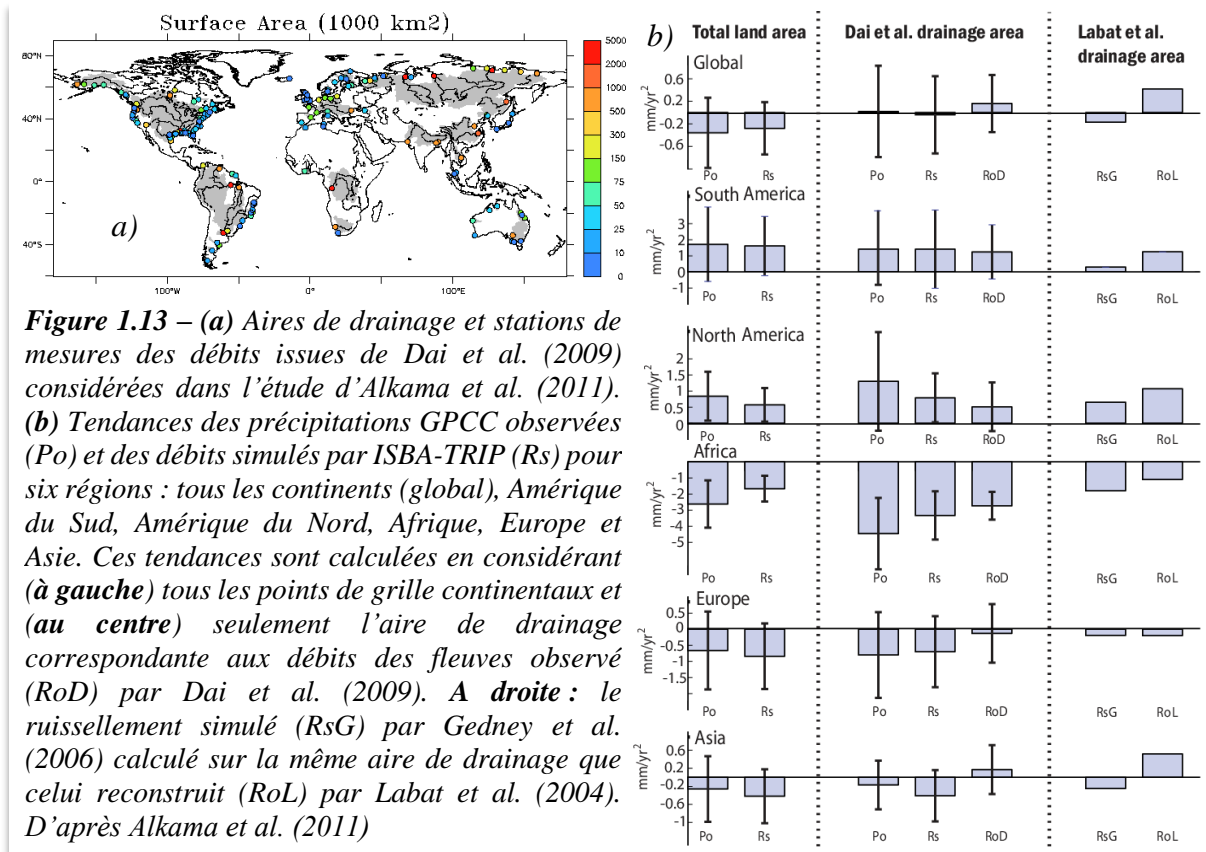 Surface Area (1000 km2)
80°N
40°N
0°
40°S
100°W
0°
100°E
5000
2000
1000
500
300
150
75
50
25
10
0
a)
Figure 1.13 – (a) Aires de drainage et stations de
mesures des débits issues de Dai et al. (2009)
considérées dans l'étude d'Alkama et al. (2011).
(b) Tendances des précipitations GPCC observées
(Po) et des débits simulés par ISBA-TRIP (Rs) pour
six régions : tous les continents (global), Amérique
du Sud, Amérique du Nord, Afrique, Europe et
Asie. Ces tendances sont calculées en considérant
(à gauche) tous les points de grille continentaux et
(au centre) seulement l'aire de drainage
correspondante aux débits des fleuves observé
(RoD) par Dai et al. (2009). A droite : le
ruissellement simulé (RsG) par Gedney et al.
(2006) calculé sur la même aire de drainage que
celui reconstruit (RoL) par Labat et al. (2004).
D'après Alkama et al. (2011)
b) Total land area Dai et al. drainage area Labat et al.
drainage area
Global
mm/yr2
0.6
0.2
-0.2
-0.6
Po Rs Po Rs RoD RsG RoL
South America
mm/yr2
3
2
1
0
-1
Po Rs Po Rs RoD RsG RoL
North America
mm/yr2
2
1.5
1
0.5
Po Rs Po Rs RoD RsG RoL
Africa
mm/yr2
-1
-2
-3
-4
-5
Po Rs Po Rs RoD RsG RoL
Europe
mm/yr2
0.5
0
-0.5
-1
-1.5
Po Rs Po Rs RoD RsG RoL
Asia
mm/yr2
0.6
0.2
-0.2
-0.6
-1
Po Rs Po Rs RoD RsG RoL